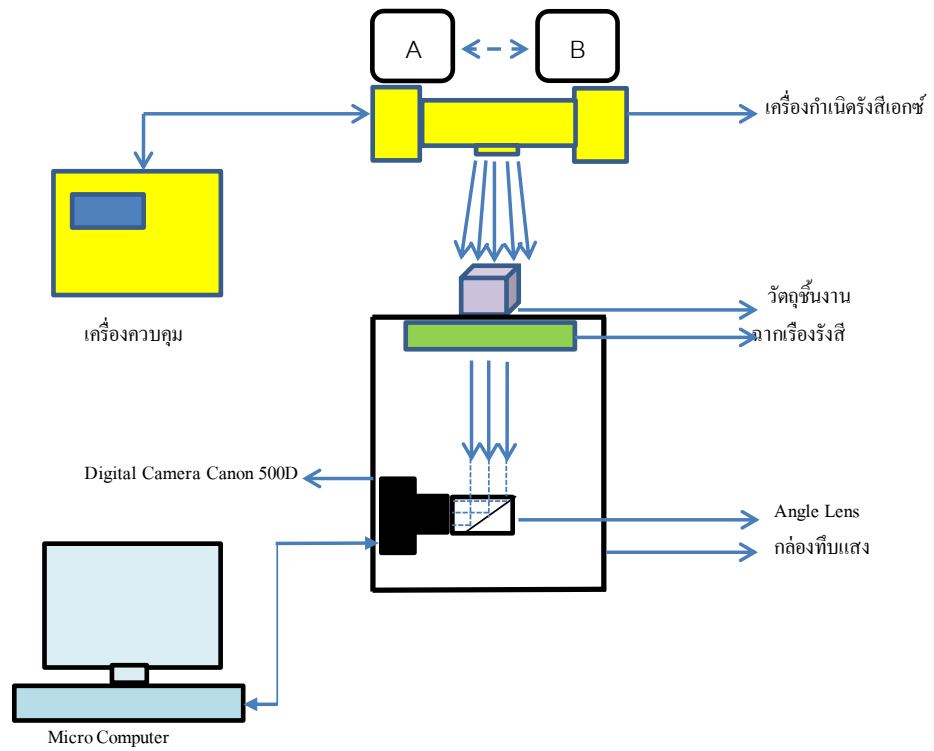 A
B
เครื่องกำเนิดรังสีเอกซ์
เครื่องควบคุม
วัตถุชิ้นงาน
ฉากเรืองรังสี
Digital Camera Canon 500D
Angle Lens
กล่องทึบแสง
Micro Computer